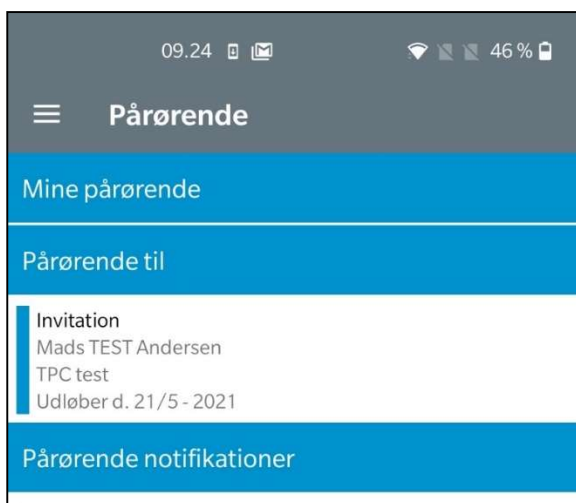 09.24 46 %
Pårørende
Mine pårørende
Pårørende til
Invitation
Mads TEST Andersen
TPC test
Udløber d. 21/5 - 2021
Pårørende notifikationer